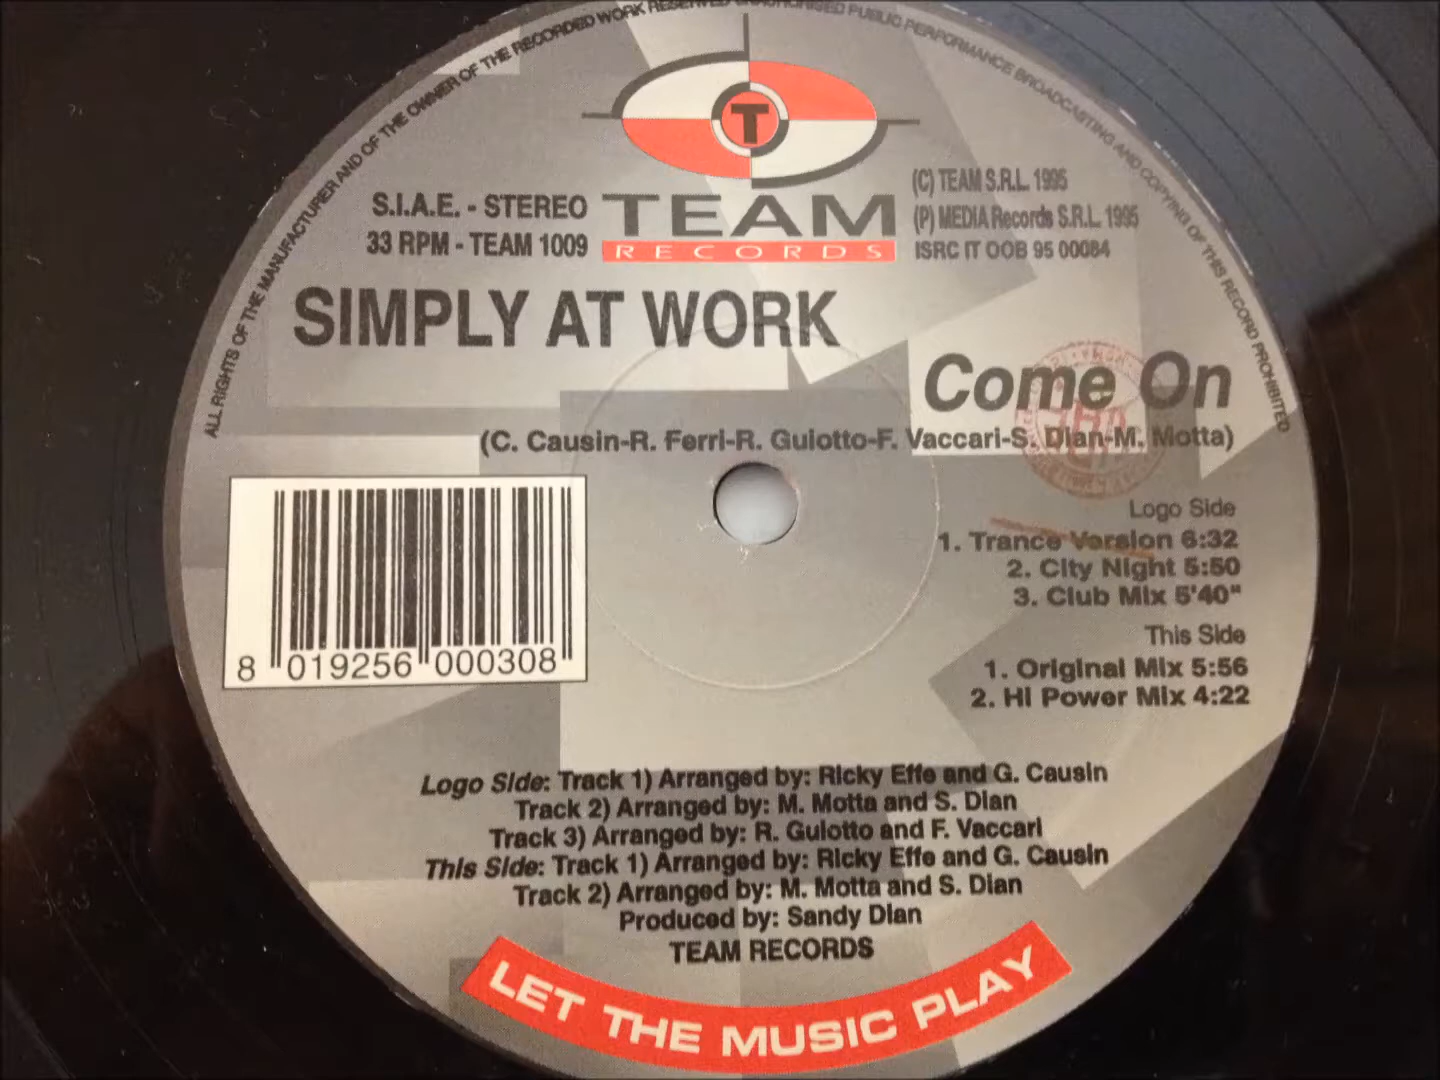 ALL RIGHTS OF THE MANUFACTURER AND OF THE OWNER OF THE RECORDED WORK RESERVED UNAUTHORISED PUBLIC PERFORMANCE BROADCASTING AND COPYING OF THIS RECORD PROHIBITED
T
TEAM
RECORDS
S.I.A.E. - STEREO
33 RPM - TEAM 1009
(C) TEAM S.R.L. 1995
(P) MEDIA Records S.R.L. 1995
ISRC IT OOB 95 00084
SIMPLY AT WORK
Come On
(C. Causin-R. Ferri-R. Guiotto-F. Vaccari-S. Dian-M. Motta)
Logo Side
1. Trance Version 6:32
2. City Night 5:50
3. Club Mix 5'40"
This Side
1. Original Mix 5:56
2. Hi Power Mix 4:22
8 019256 000308
Logo Side: Track 1) Arranged by: Ricky Effe and G. Causin
Track 2) Arranged by: M. Motta and S. Dian
Track 3) Arranged by: R. Guiotto and F. Vaccari
This Side: Track 1) Arranged by: Ricky Effe and G. Causin
Track 2) Arranged by: M. Motta and S. Dian
Produced by: Sandy Dian
TEAM RECORDS
LET THE MUSIC PLAY